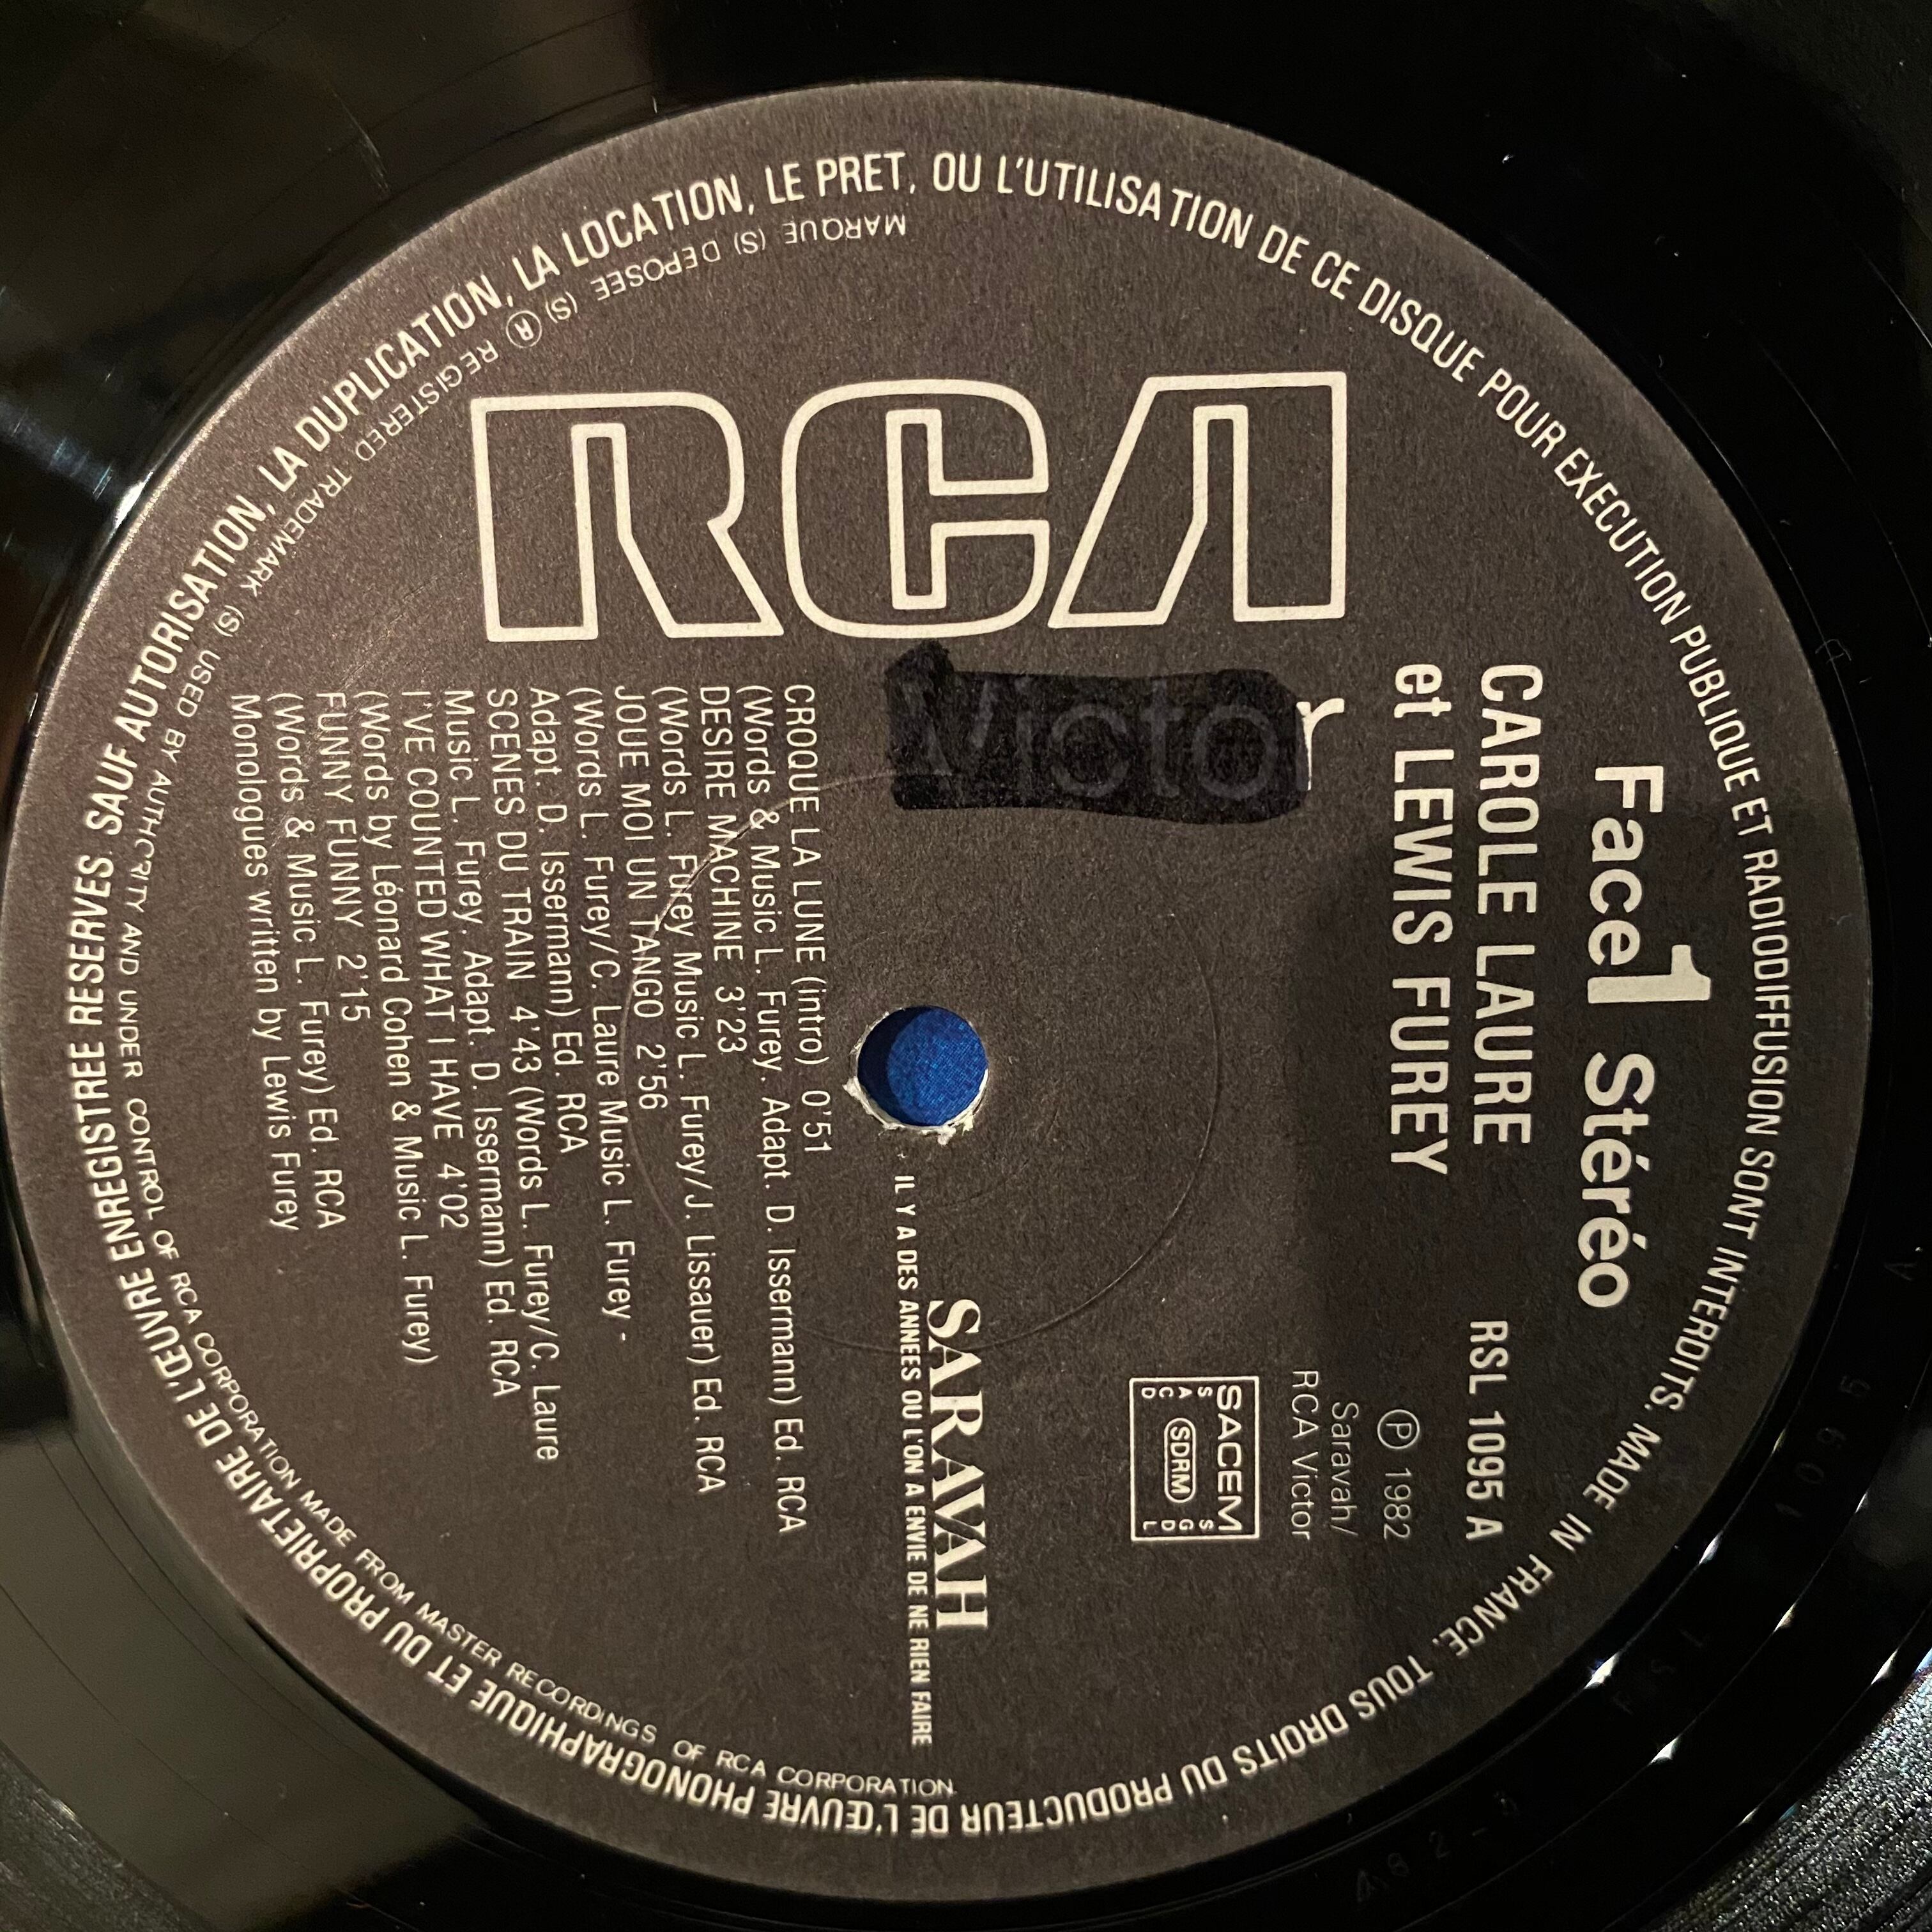 RCA
Victor
Face 1 Stéréo
CAROLE LAURE
et LEWIS FUREY
RSL 1095 A
Ⓟ 1982
Saravah/
RCA Victor
SACEM
SACD
SDRM
SGDL
SARAVAH
IL Y A DES ANNEES OU L'ON A ENVIE DE NE RIEN FAIRE
CROQUE LA LUNE (intro) 0'51
(Words & Music L. Furey. Adapt. D. Issermann) Ed. RCA
DESIRE MACHINE 3'23
(Words L. Furey Music L. Furey/J. Lissauer) Ed. RCA
JOUE MOI UN TANGO 2'56
(Words L. Furey/C. Laure Music L. Furey -
Adapt. D. Issermann) Ed. RCA
SCENES DU TRAIN 4'43 (Words L. Furey/C. Laure
Music L. Furey. Adapt. D. Issermann) Ed. RCA
I'VE COUNTED WHAT I HAVE 4'02
(Words by Léonard Cohen & Music L. Furey)
FUNNY FUNNY 2'15
(Words & Music L. Furey) Ed. RCA
Monologues written by Lewis Furey
MADE IN FRANCE. TOUS DROITS DU PRODUCTEUR DE L'ŒUVRE PHONOGRAPHIQUE ET DU PROPRIETAIRE DE L'ŒUVRE ENREGISTRE RESERVES. SAUF AUTORISATION, LA DUPLICATION, LA LOCATION, LE PRET, OU L'UTILISATION DE CE DISQUE POUR EXECUTION PUBLIQUE ET RADIODIFFUSION SONT INTERDITS.
MARQUE (S) DEPOSEE (S) ® REGISTERED TRADEMARK (S) USED BY AUTHORITY AND UNDER CONTROL OF RCA CORPORATION MADE FROM MASTER RECORDINGS OF RCA CORPORATION